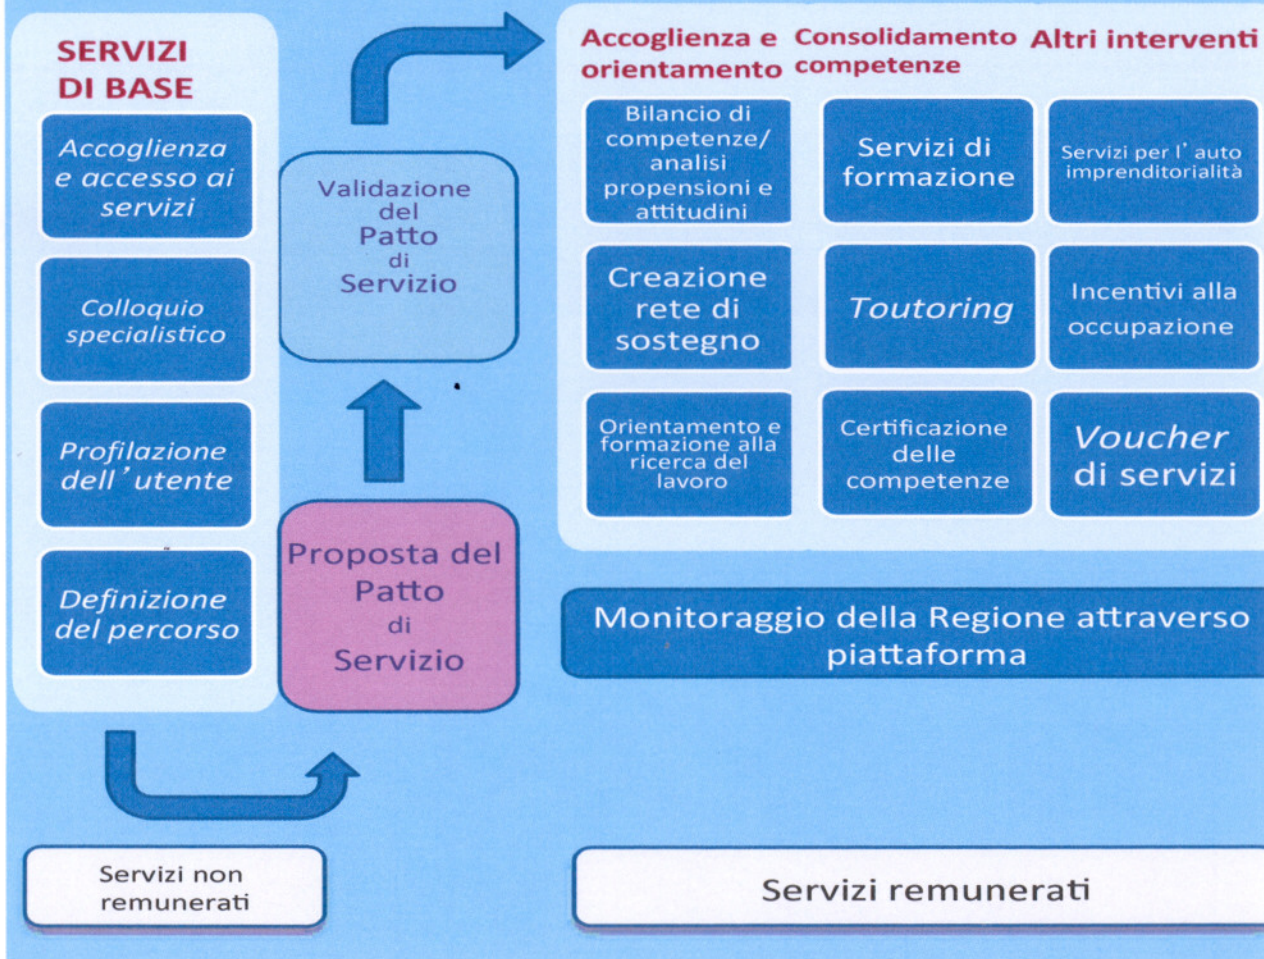 SERVIZI
DI BASE
Accoglienza
e accesso ai
servizi
Colloquio
specialistico
Profilazione
dell'utente
Definizione
del percorso
Servizi non
remunerati
Proposta del
Patto
di
Servizio
Validazione
del
Patto
di
Servizio
Accoglienza e
orientamento
Bilancio di
competenze/
analisi
propensioni e
attitudini
Creazione
rete di
sostegno
Orientamento e
formazione alla
ricerca del
lavoro
Consolidamento
competenze
Servizi di
formazione
Toutoring
Certificazione
delle
competenze
Altri interventi
Servizi per l'auto
imprenditorialità
Incentivi alla
occupazione
Voucher
di servizi
Monitoraggio della Regione attraverso
piattaforma
Servizi remunerati